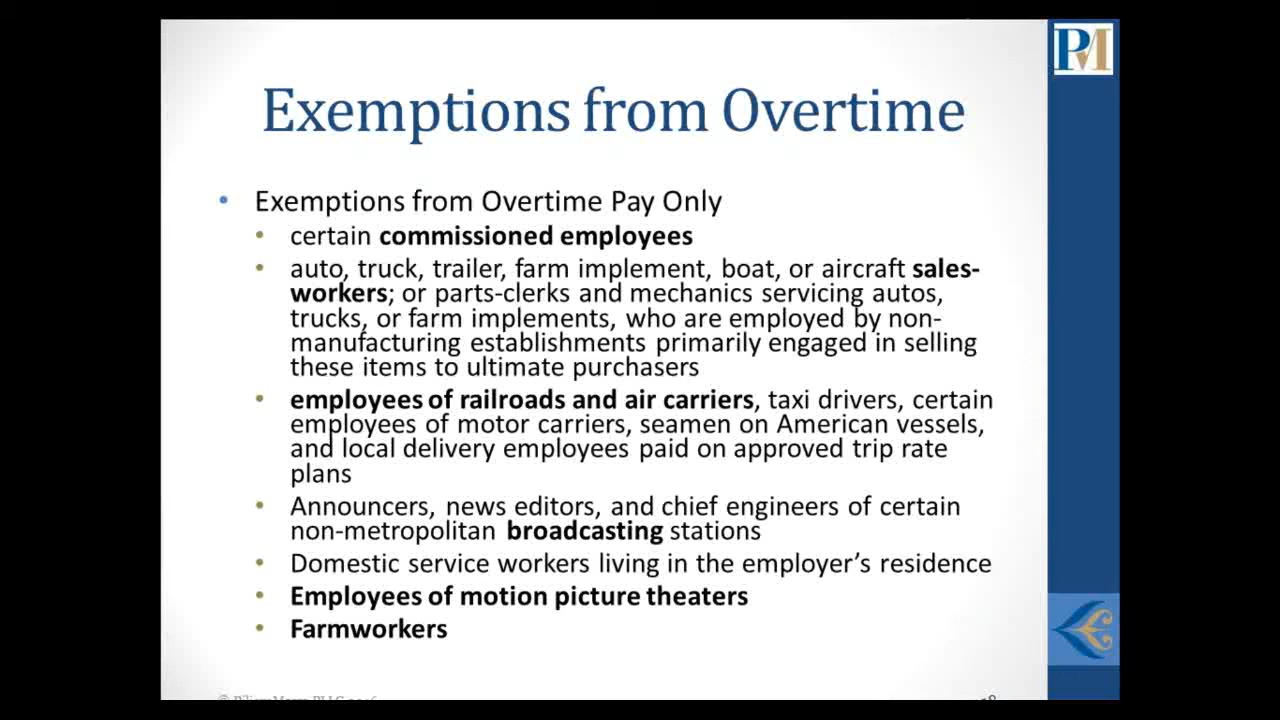 PM
Exemptions from Overtime
• Exemptions from Overtime Pay Only
• certain commissioned employees
• auto, truck, trailer, farm implement, boat, or aircraft sales-
workers; or parts-clerks and mechanics servicing autos,
trucks, or farm implements, who are employed by non-
manufacturing establishments primarily engaged in selling
these items to ultimate purchasers
• employees of railroads and air carriers, taxi drivers, certain
employees of motor carriers, seamen on American vessels,
and local delivery employees paid on approved trip rate
plans
• Announcers, news editors, and chief engineers of certain
non-metropolitan broadcasting stations
• Domestic service workers living in the employer’s residence
• Employees of motion picture theaters
• Farmworkers